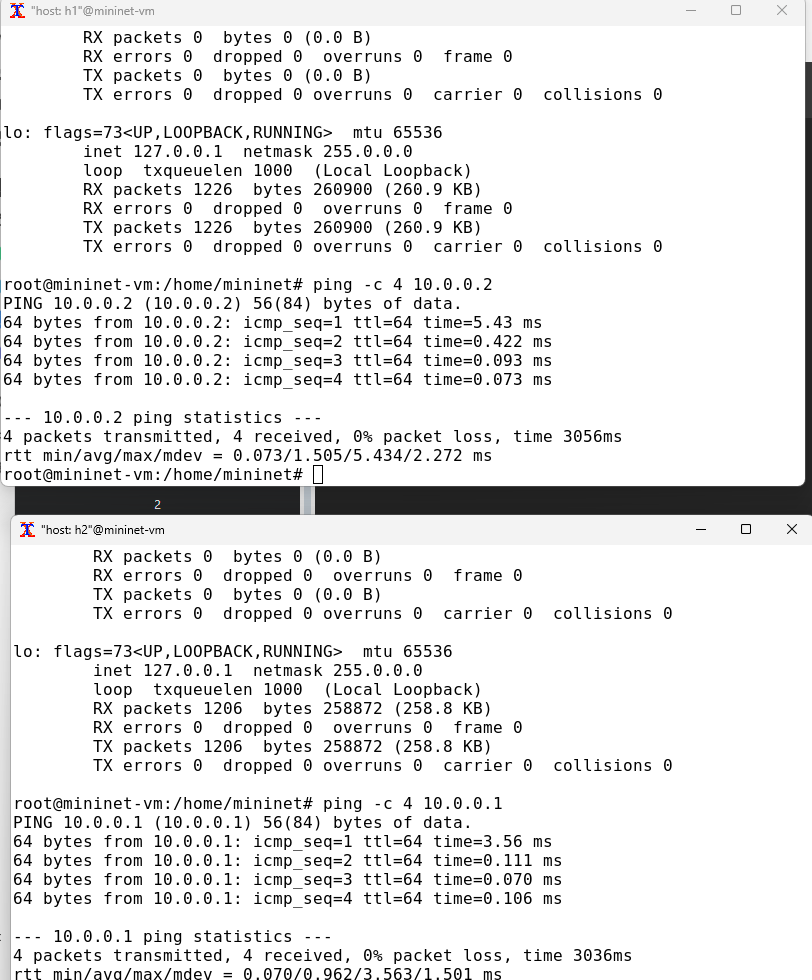 "host: h1"@mininet-vm
RX packets 0  bytes 0 (0.0 B)
RX errors 0  dropped 0  overruns 0  frame 0
TX packets 0  bytes 0 (0.0 B)
TX errors 0  dropped 0 overruns 0  carrier 0  collisions 0
lo: flags=73<UP,LOOPBACK,RUNNING>  mtu 65536
inet 127.0.0.1  netmask 255.0.0.0
loop  txqueuelen 1000  (Local Loopback)
RX packets 1226  bytes 260900 (260.9 KB)
RX errors 0  dropped 0  overruns 0  frame 0
TX packets 1226  bytes 260900 (260.9 KB)
TX errors 0  dropped 0 overruns 0  carrier 0  collisions 0
root@mininet-vm:/home/mininet# ping -c 4 10.0.0.2
PING 10.0.0.2 (10.0.0.2) 56(84) bytes of data.
64 bytes from 10.0.0.2: icmp_seq=1 ttl=64 time=5.43 ms
64 bytes from 10.0.0.2: icmp_seq=2 ttl=64 time=0.422 ms
64 bytes from 10.0.0.2: icmp_seq=3 ttl=64 time=0.093 ms
64 bytes from 10.0.0.2: icmp_seq=4 ttl=64 time=0.073 ms
--- 10.0.0.2 ping statistics ---
4 packets transmitted, 4 received, 0% packet loss, time 3056ms
rtt min/avg/max/mdev = 0.073/1.505/5.434/2.272 ms
root@mininet-vm:/home/mininet#
2
"host: h2"@mininet-vm
RX packets 0  bytes 0 (0.0 B)
RX errors 0  dropped 0  overruns 0  frame 0
TX packets 0  bytes 0 (0.0 B)
TX errors 0  dropped 0 overruns 0  carrier 0  collisions 0
lo: flags=73<UP,LOOPBACK,RUNNING>  mtu 65536
inet 127.0.0.1  netmask 255.0.0.0
loop  txqueuelen 1000  (Local Loopback)
RX packets 1206  bytes 258872 (258.8 KB)
RX errors 0  dropped 0  overruns 0  frame 0
TX packets 1206  bytes 258872 (258.8 KB)
TX errors 0  dropped 0 overruns 0  carrier 0  collisions 0
root@mininet-vm:/home/mininet# ping -c 4 10.0.0.1
PING 10.0.0.1 (10.0.0.1) 56(84) bytes of data.
64 bytes from 10.0.0.1: icmp_seq=1 ttl=64 time=3.56 ms
64 bytes from 10.0.0.1: icmp_seq=2 ttl=64 time=0.111 ms
64 bytes from 10.0.0.1: icmp_seq=3 ttl=64 time=0.070 ms
64 bytes from 10.0.0.1: icmp_seq=4 ttl=64 time=0.106 ms
--- 10.0.0.1 ping statistics ---
4 packets transmitted, 4 received, 0% packet loss, time 3036ms
rtt min/avg/max/mdev = 0.070/0.962/3.563/1.501 ms